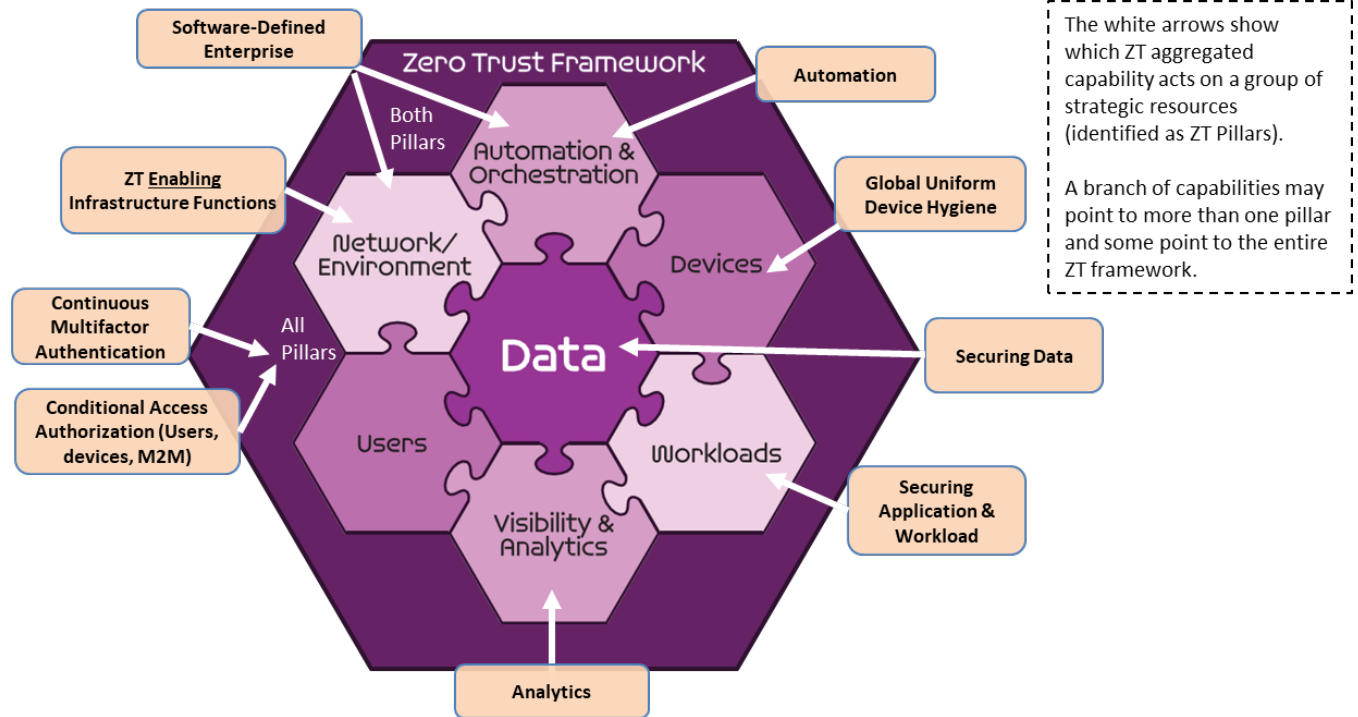 Software-Defined
Enterprise
Zero Trust Framework
Automation
Both
Pillars
Automation &
Orchestration
ZT Enabling
Infrastructure Functions
Global Uniform
Device Hygiene
Network/
Environment
Devices
Continuous
Multifactor
Authentication
All
Pillars
Data
Securing Data
Conditional Access
Authorization (Users,
devices, M2M)
Users
Workloads
Securing
Application &
Workload
Visibility &
Analytics
Analytics
The white arrows show
which ZT aggregated
capability acts on a group of
strategic resources
(identified as ZT Pillars).
A branch of capabilities may
point to more than one pillar
and some point to the entire
ZT framework.